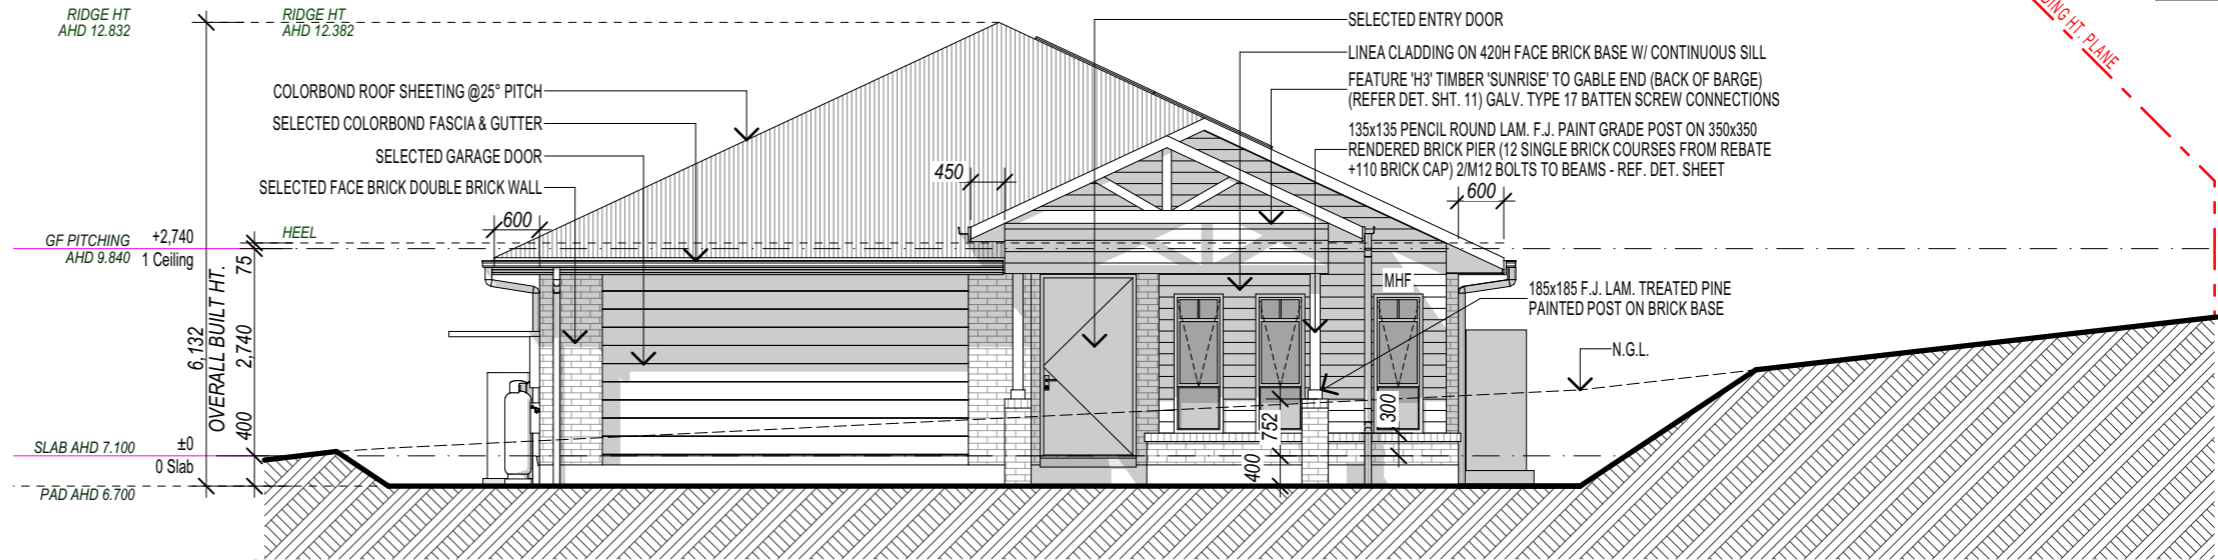 RIDGE HT
AHD 12.832
RIDGE HT
AHD 12.382
COLORBOND ROOF SHEETING @25° PITCH
SELECTED COLORBOND FASCIA & GUTTER
SELECTED GARAGE DOOR
SELECTED FACE BRICK DOUBLE BRICK WALL
SELECTED ENTRY DOOR
LINEA CLADDING ON 420H FACE BRICK BASE W/ CONTINUOUS SILL
FEATURE 'H3' TIMBER 'SUNRISE' TO GABLE END (BACK OF BARGE)
(REFER DET. SHT. 11) GALV. TYPE 17 BATTEN SCREW CONNECTIONS
135x135 PENCIL ROUND LAM. F.J. PAINT GRADE POST ON 350x350
RENDERED BRICK PIER (12 SINGLE BRICK COURSES FROM REBATE
+110 BRICK CAP) 2/M12 BOLTS TO BEAMS - REF. DET. SHEET
HT. PLANE
450
600
600
HEEL
GF PITCHING
AHD 9.840
+2,740
1 Ceiling
75
OVERALL BUILT HT.
6,132
2,740
400
MHF
185x185 F.J. LAM. TREATED PINE
PAINTED POST ON BRICK BASE
N.G.L.
300
752
400
SLAB AHD 7.100
±0
0 Slab
PAD AHD 6.700